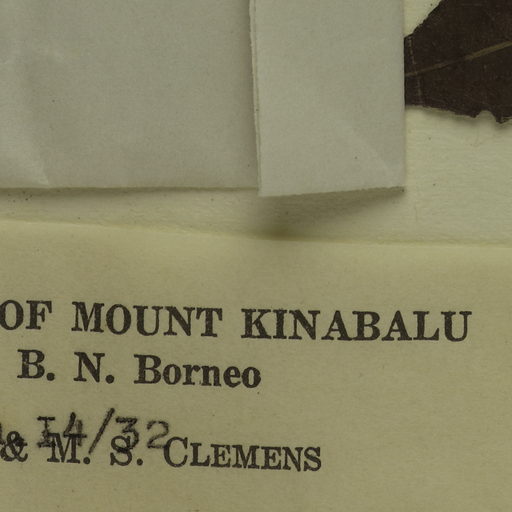 OF MOUNT KINABALU
B. N. Borneo
14/32
& M. S. CLEMENS